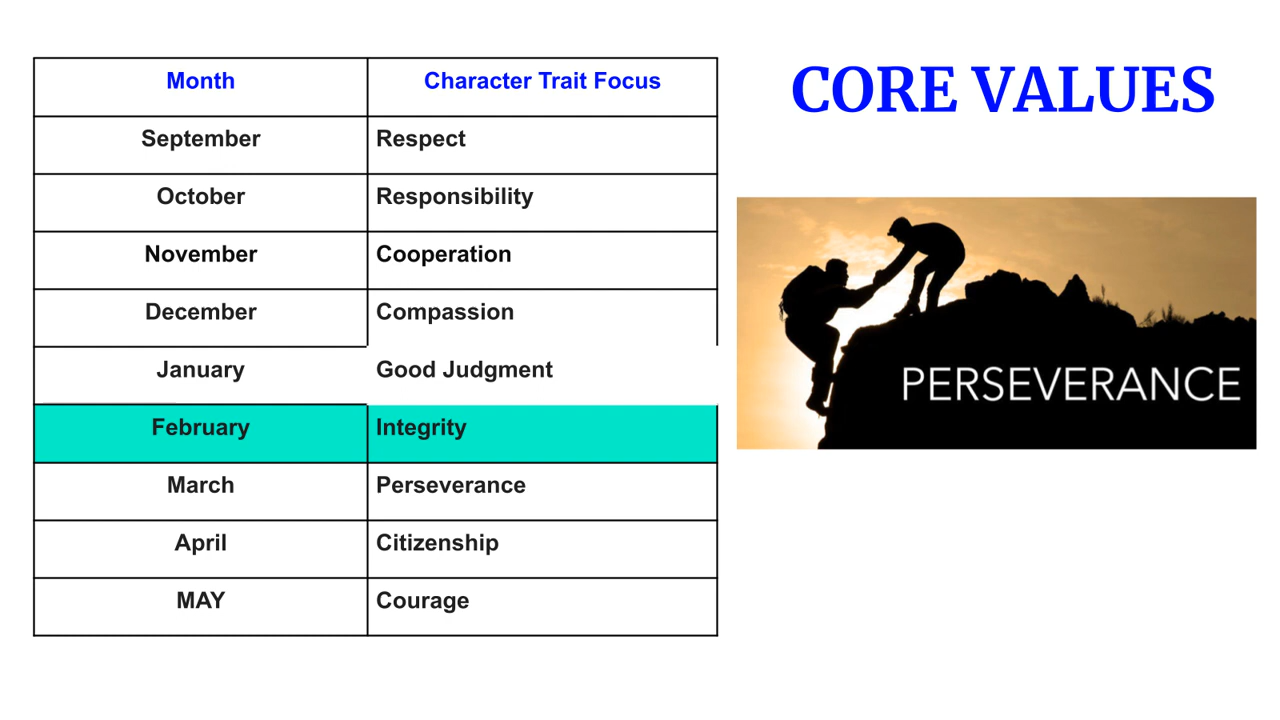 Month Character Trait Focus
September Respect
October Responsibility
November Cooperation
December Compassion
January Good Judgment
February Integrity
March Perseverance
April Citizenship
MAY Courage
CORE VALUES
PERSEVERANCE